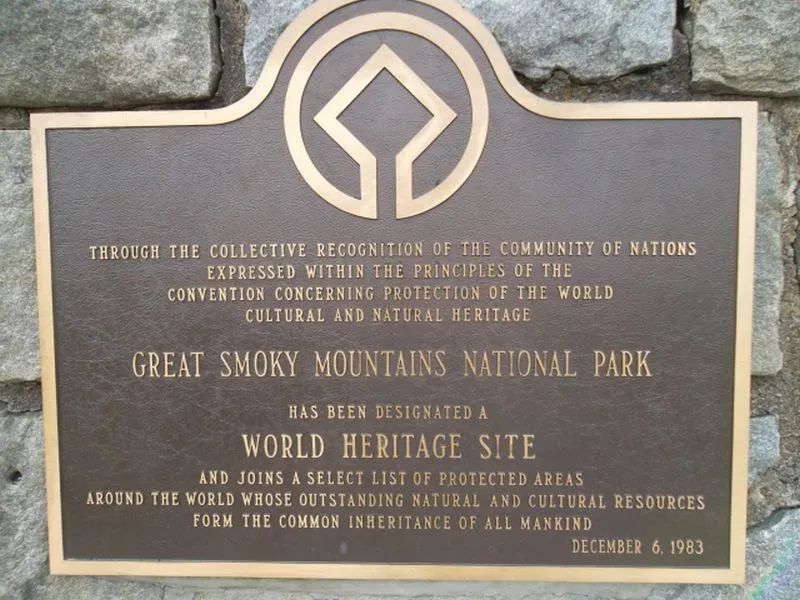 THROUGH THE COLLECTIVE RECOGNITION OF THE COMMUNITY OF NATIONS
EXPRESSED WITHIN THE PRINCIPLES OF THE
CONVENTION CONCERNING PROTECTION OF THE WORLD
CULTURAL AND NATURAL HERITAGE
GREAT SMOKY MOUNTAINS NATIONAL PARK
HAS BEEN DESIGNATED A
WORLD HERITAGE SITE
AND JOINS A SELECT LIST OF PROTECTED AREAS
AROUND THE WORLD WHOSE OUTSTANDING NATURAL AND CULTURAL RESOURCES
FORM THE COMMON INHERITANCE OF ALL MANKIND
DECEMBER 6, 1983